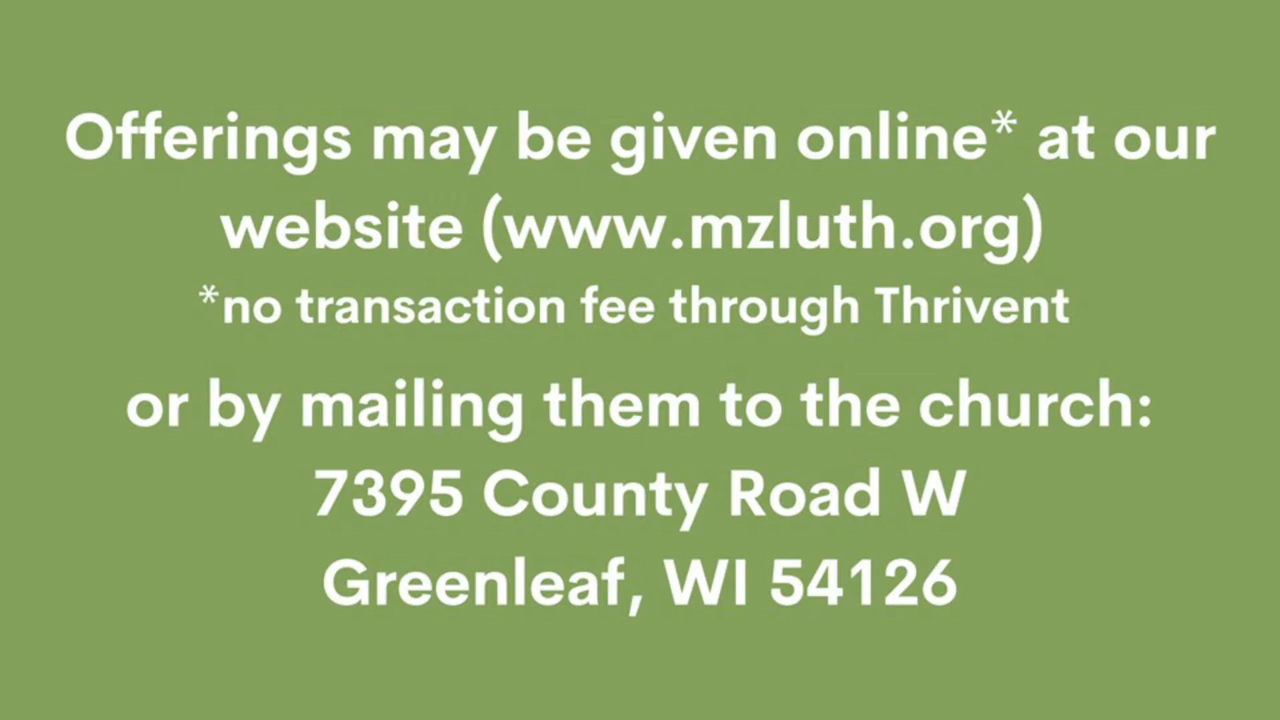 Offerings may be given online* at our
website (www.mzluth.org)
*no transaction fee through Thrivent
or by mailing them to the church:
7395 County Road W
Greenleaf, WI 54126